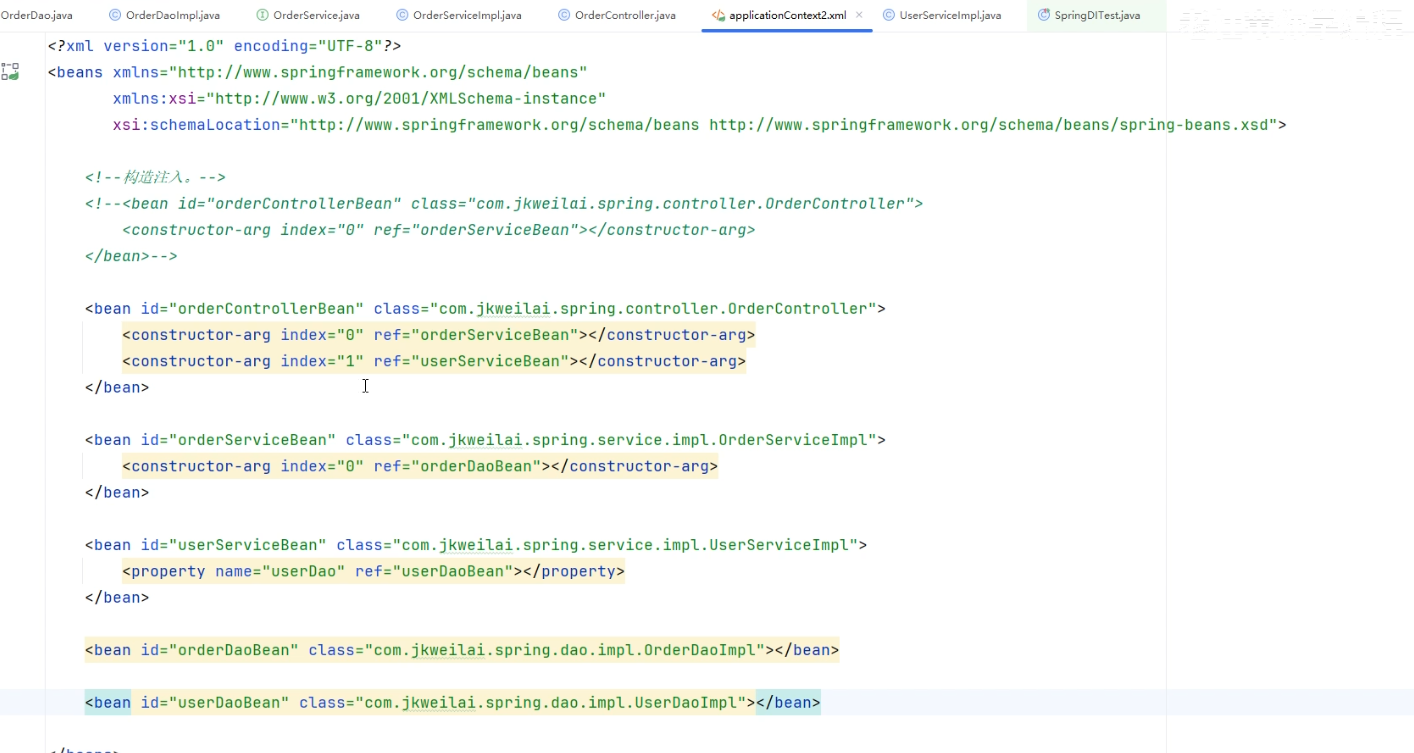 OrderDao.java OrderDaoImpl.java OrderService.java OrderServiceImpl.java OrderController.java applicationContext2.xml UserServiceImpl.java SpringDITest.java
<?xml version="1.0" encoding="UTF-8"?>
<beans xmlns="http://www.springframework.org/schema/beans"
       xmlns:xsi="http://www.w3.org/2001/XMLSchema-instance"
       xsi:schemaLocation="http://www.springframework.org/schema/beans http://www.springframework.org/schema/beans/spring-beans.xsd">
    <!--构造注入。-->
    <!--<bean id="orderControllerBean" class="com.jkweilai.spring.controller.OrderController">
        <constructor-arg index="0" ref="orderServiceBean"></constructor-arg>
    </bean>-->
    <bean id="orderControllerBean" class="com.jkweilai.spring.controller.OrderController">
        <constructor-arg index="0" ref="orderServiceBean"></constructor-arg>
        <constructor-arg index="1" ref="userServiceBean"></constructor-arg>
    </bean>
    <bean id="orderServiceBean" class="com.jkweilai.spring.service.impl.OrderServiceImpl">
        <constructor-arg index="0" ref="orderDaoBean"></constructor-arg>
    </bean>
    <bean id="userServiceBean" class="com.jkweilai.spring.service.impl.UserServiceImpl">
        <property name="userDao" ref="userDaoBean"></property>
    </bean>
    <bean id="orderDaoBean" class="com.jkweilai.spring.dao.impl.OrderDaoImpl"></bean>
    <bean id="userDaoBean" class="com.jkweilai.spring.dao.impl.UserDaoImpl"></bean>